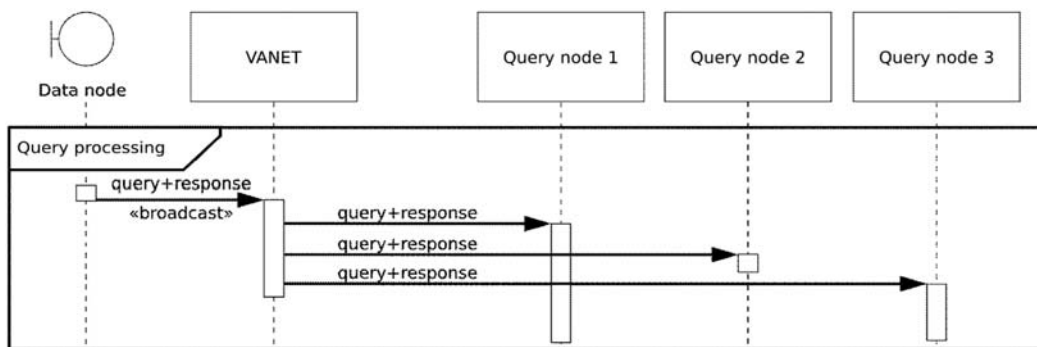 Data node
VANET
Query node 1
Query node 2
Query node 3
Query processing
query+response
«broadcast»
query+response
query+response
query+response